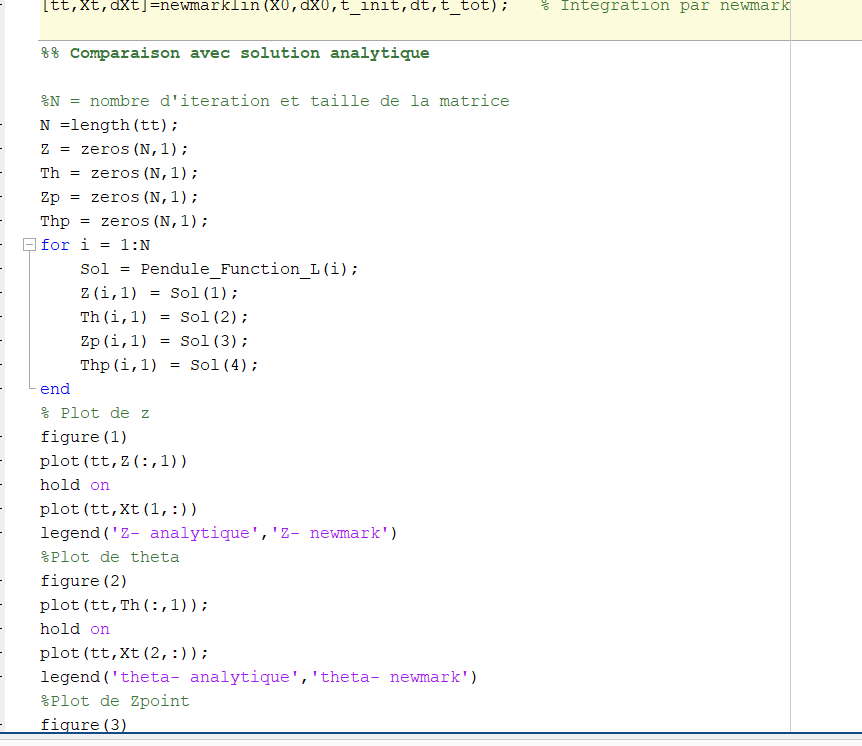 [tt,Xt,dXt]=newmarklin(X0,dX0,t_init,dt,t_tot);   % Integration par newmark
%% Comparaison avec solution analytique
%N = nombre d'iteration et taille de la matrice
N =length(tt);
Z = zeros(N,1);
Th = zeros(N,1);
Zp = zeros(N,1);
Thp = zeros(N,1);
for i = 1:N
    Sol = Pendule_Function_L(i);
    Z(i,1) = Sol(1);
    Th(i,1) = Sol(2);
    Zp(i,1) = Sol(3);
    Thp(i,1) = Sol(4);
end
% Plot de z
figure(1)
plot(tt,Z(:,1))
hold on
plot(tt,Xt(1,:))
legend('Z- analytique','Z- newmark')
%Plot de theta
figure(2)
plot(tt,Th(:,1));
hold on
plot(tt,Xt(2,:));
legend('theta- analytique','theta- newmark')
%Plot de Zpoint
figure(3)